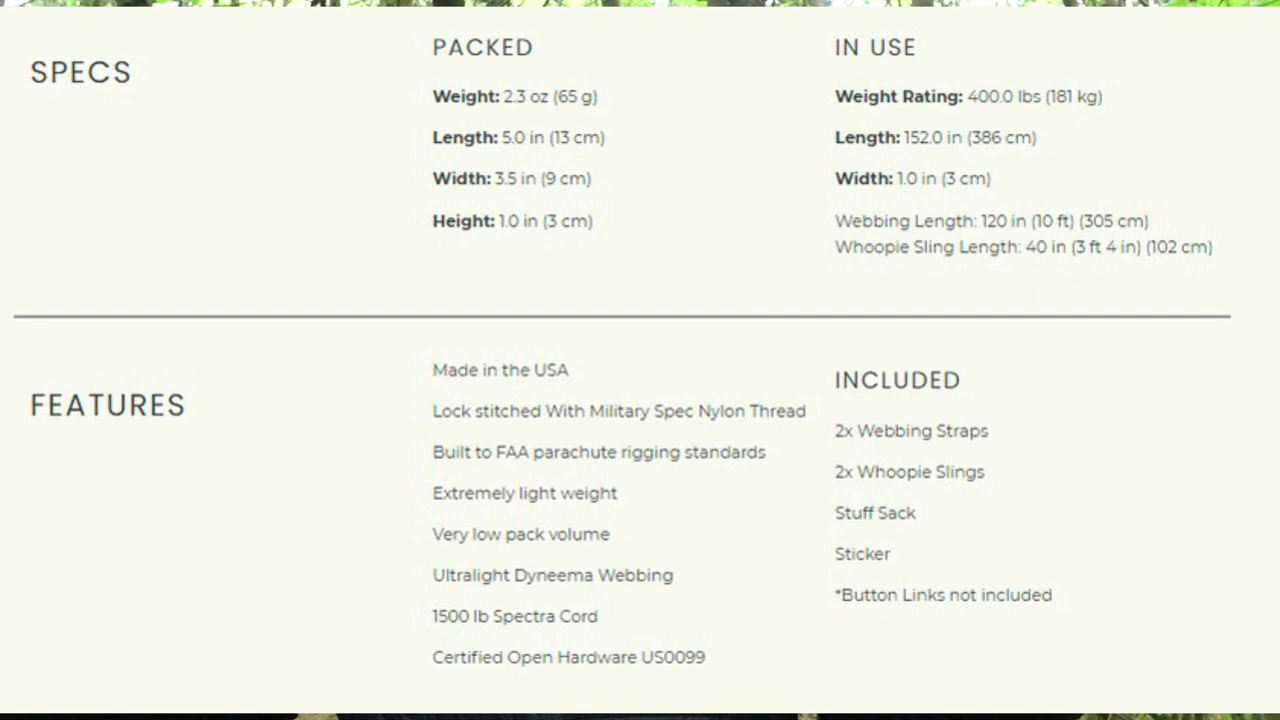 SPECS
PACKED
Weight: 2.3 oz (65 g)
Length: 5.0 in (13 cm)
Width: 3.5 in (9 cm)
Height: 1.0 in (3 cm)
IN USE
Weight Rating: 400.0 lbs (181 kg)
Length: 152.0 in (386 cm)
Width: 1.0 in (3 cm)
Webbing Length: 120 in (10 ft) (305 cm)
Whoopie Sling Length: 40 in (3 ft 4 in) (102 cm)
FEATURES
Made in the USA
Lock stitched With Military Spec Nylon Thread
Built to FAA parachute rigging standards
Extremely light weight
Very low pack volume
Ultralight Dyneema Webbing
1500 lb Spectra Cord
Certified Open Hardware US0099
INCLUDED
2x Webbing Straps
2x Whoopie Slings
Stuff Sack
Sticker
*Button Links not included